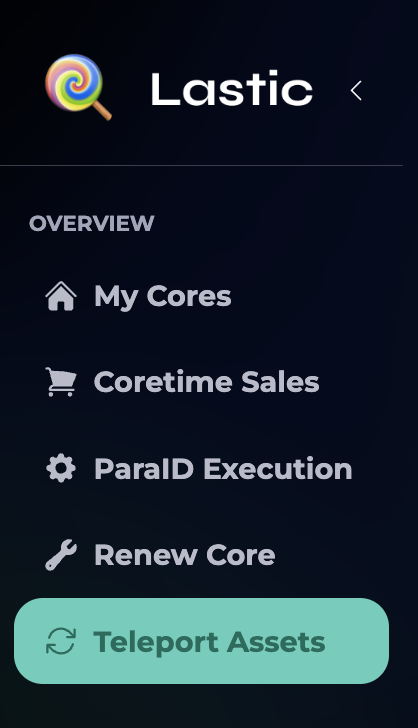 Lastic
OVERVIEW
My Cores
Coretime Sales
ParaID Execution
Renew Core
Teleport Assets